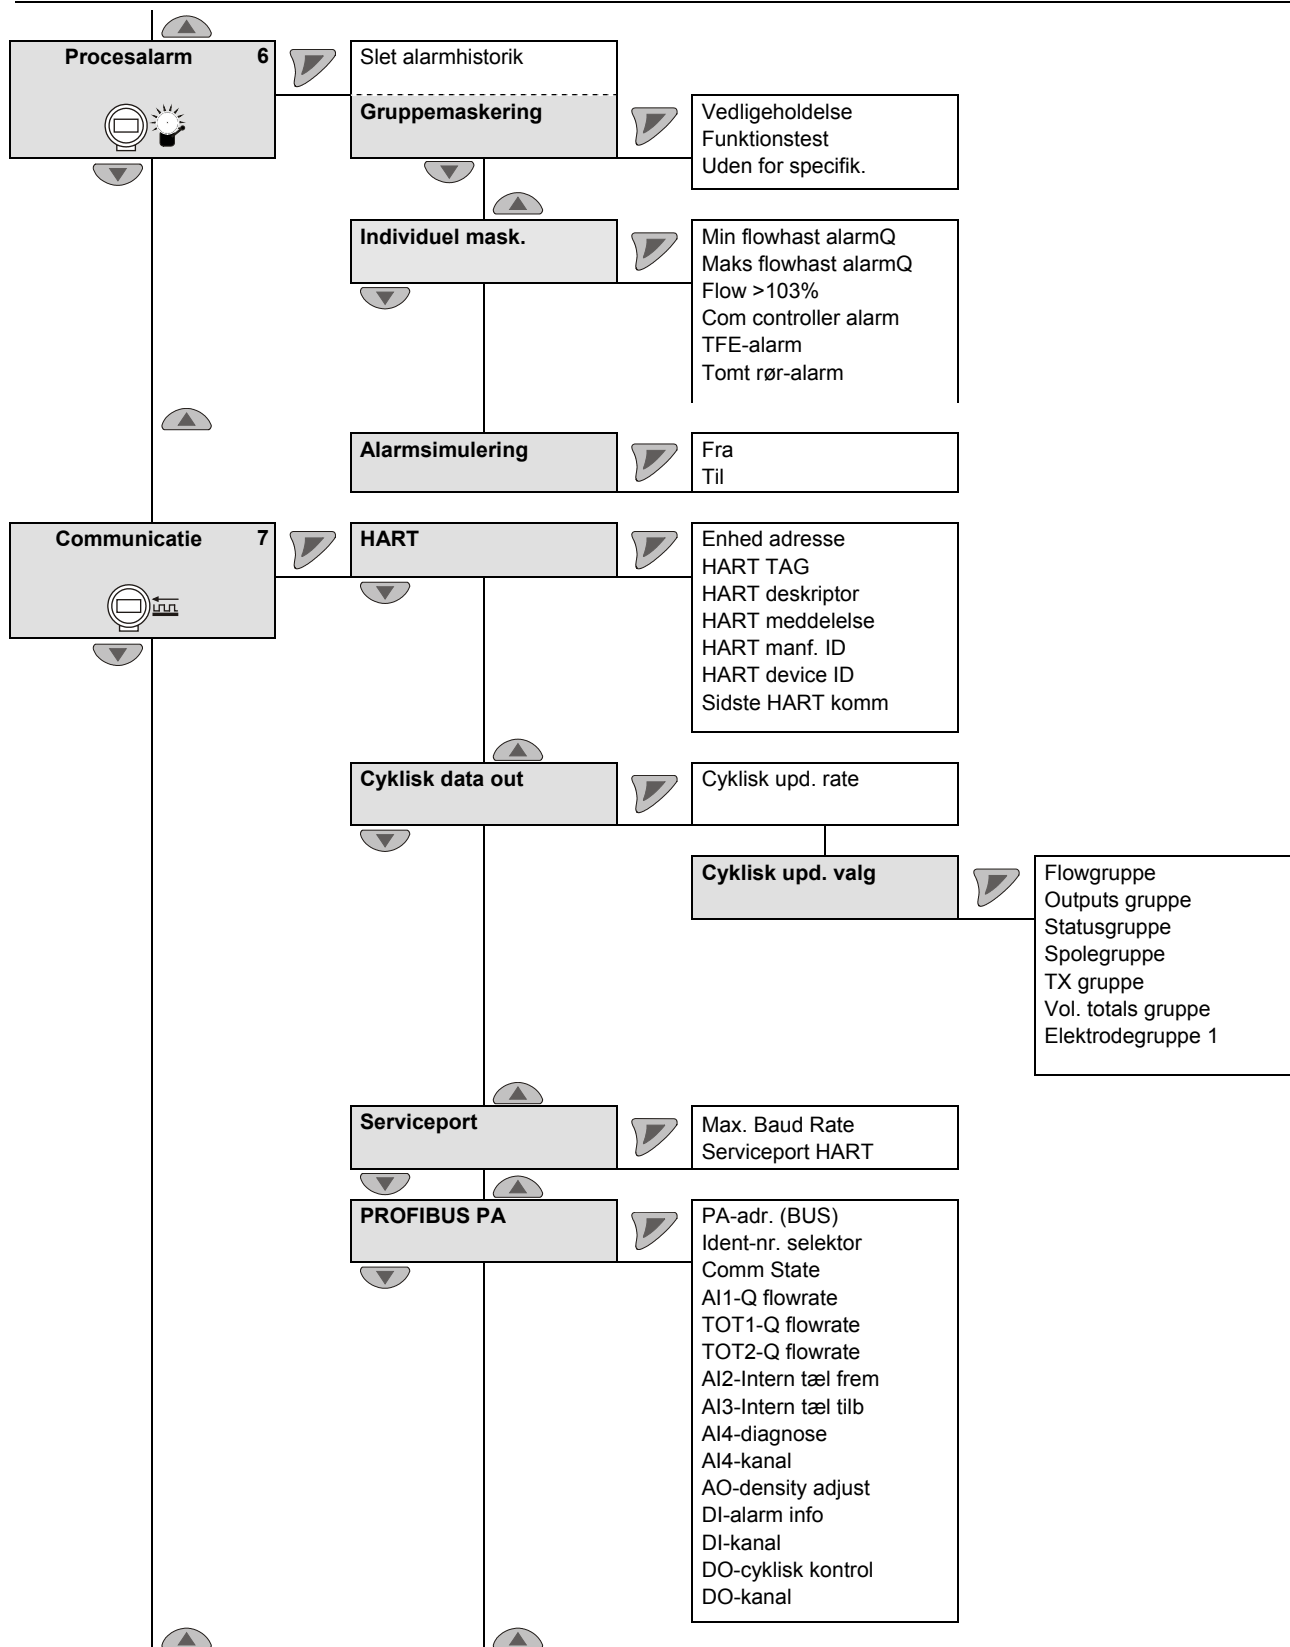 Procesalarm 6
Slet alarmhistorik
Gruppemaskering
Vedligeholdelse
Funktionstest
Uden for specifik.
Individuel mask.
Min flowhast alarmQ
Maks flowhast alarmQ
Flow >103%
Com controller alarm
TFE-alarm
Tomt rør-alarm
Alarmsimulering
Fra
Til
Communicatie 7
HART
Enhed adresse
HART TAG
HART deskriptor
HART meddelelse
HART manf. ID
HART device ID
Sidste HART komm
Cyklisk data out
Cyklisk upd. rate
Cyklisk upd. valg
Flowgruppe
Outputs gruppe
Statusgruppe
Spolegruppe
TX gruppe
Vol. totals gruppe
Elektrodegruppe 1
Serviceport
Max. Baud Rate
Serviceport HART
PROFIBUS PA
PA-adr. (BUS)
Ident-nr. selektor
Comm State
AI1-Q flowrate
TOT1-Q flowrate
TOT2-Q flowrate
AI2-Intern tæl frem
AI3-Intern tæl tilb
AI4-diagnose
AI4-kanal
AO-density adjust
DI-alarm info
DI-kanal
DO-cyklisk kontrol
DO-kanal